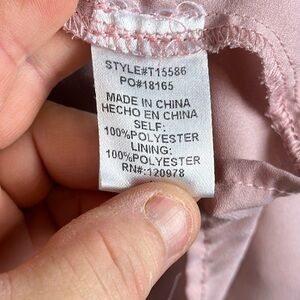 STYLE#T15586
PO#18165
MADE IN CHINA
HECHO EN CHINA
SELF:
100%POLYESTER
LINING:
100%POLYESTER
RN#:120978